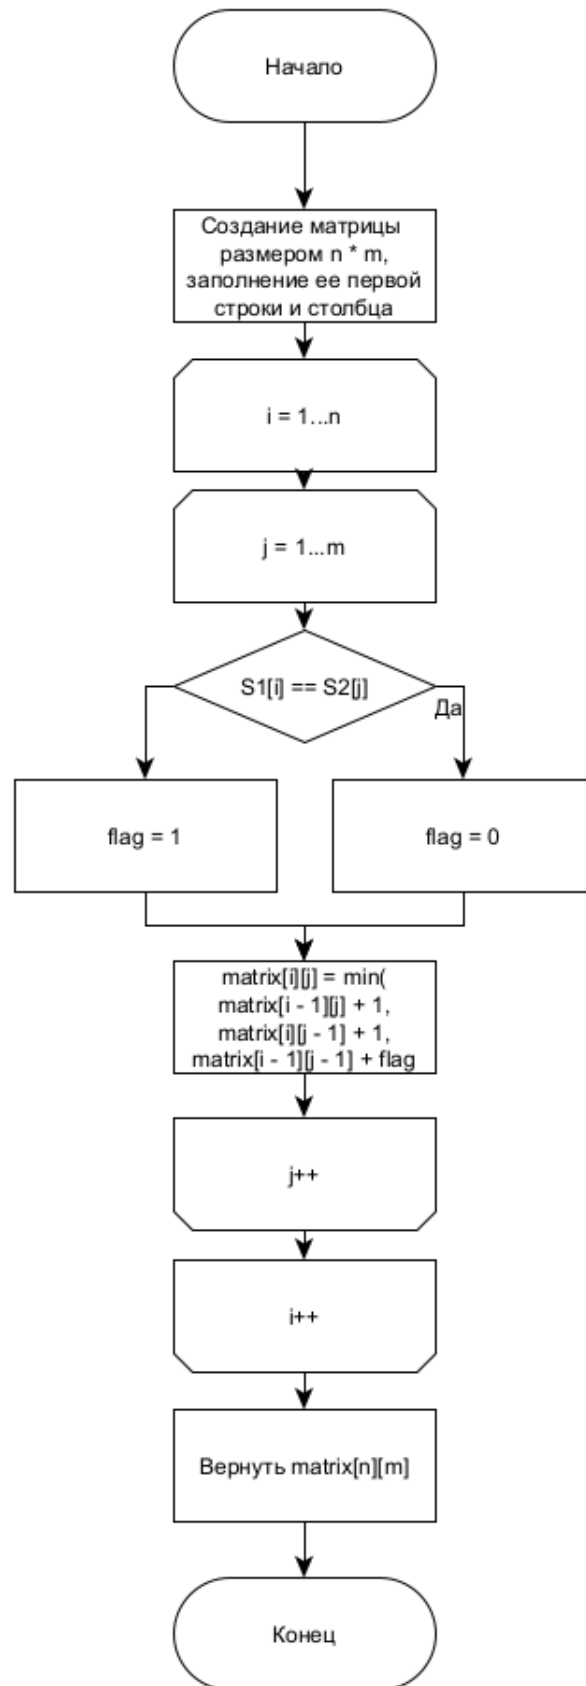 Начало
Создание матрицы
размером n * m,
заполнение ее первой
строки и столбца
i = 1...n
j = 1...m
S1[i] == S2[j]
Да
flag = 1
flag = 0
matrix[i][j] = min(
matrix[i - 1][j] + 1,
matrix[i][j - 1] + 1,
matrix[i - 1][j - 1] + flag
j++
i++
Вернуть matrix[n][m]
Конец